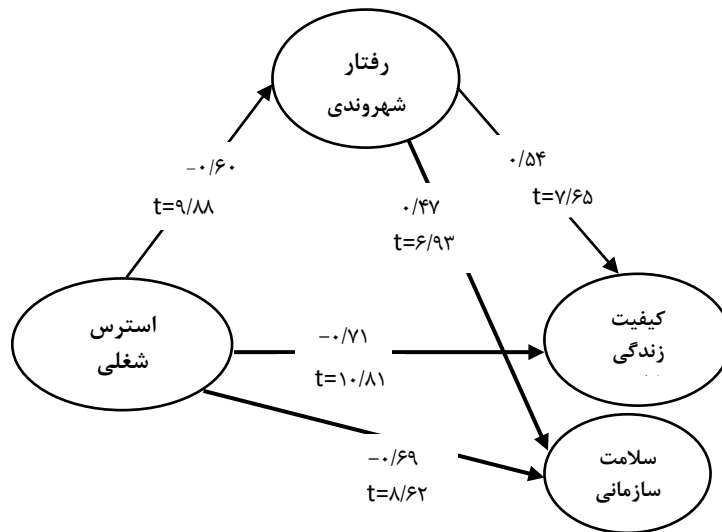 رفتار
شهروندی
-۰/۶۰
t=۹/۸۸
۰/۵۴
t=۷/۶۵
۰/۴۷
t=۶/۹۳
استرس
شغلی
کیفیت
زندگی
-۰/۷۱
t=۱۰/۸۱
-۰/۶۹
t=۸/۶۲
سلامت
سازمانی